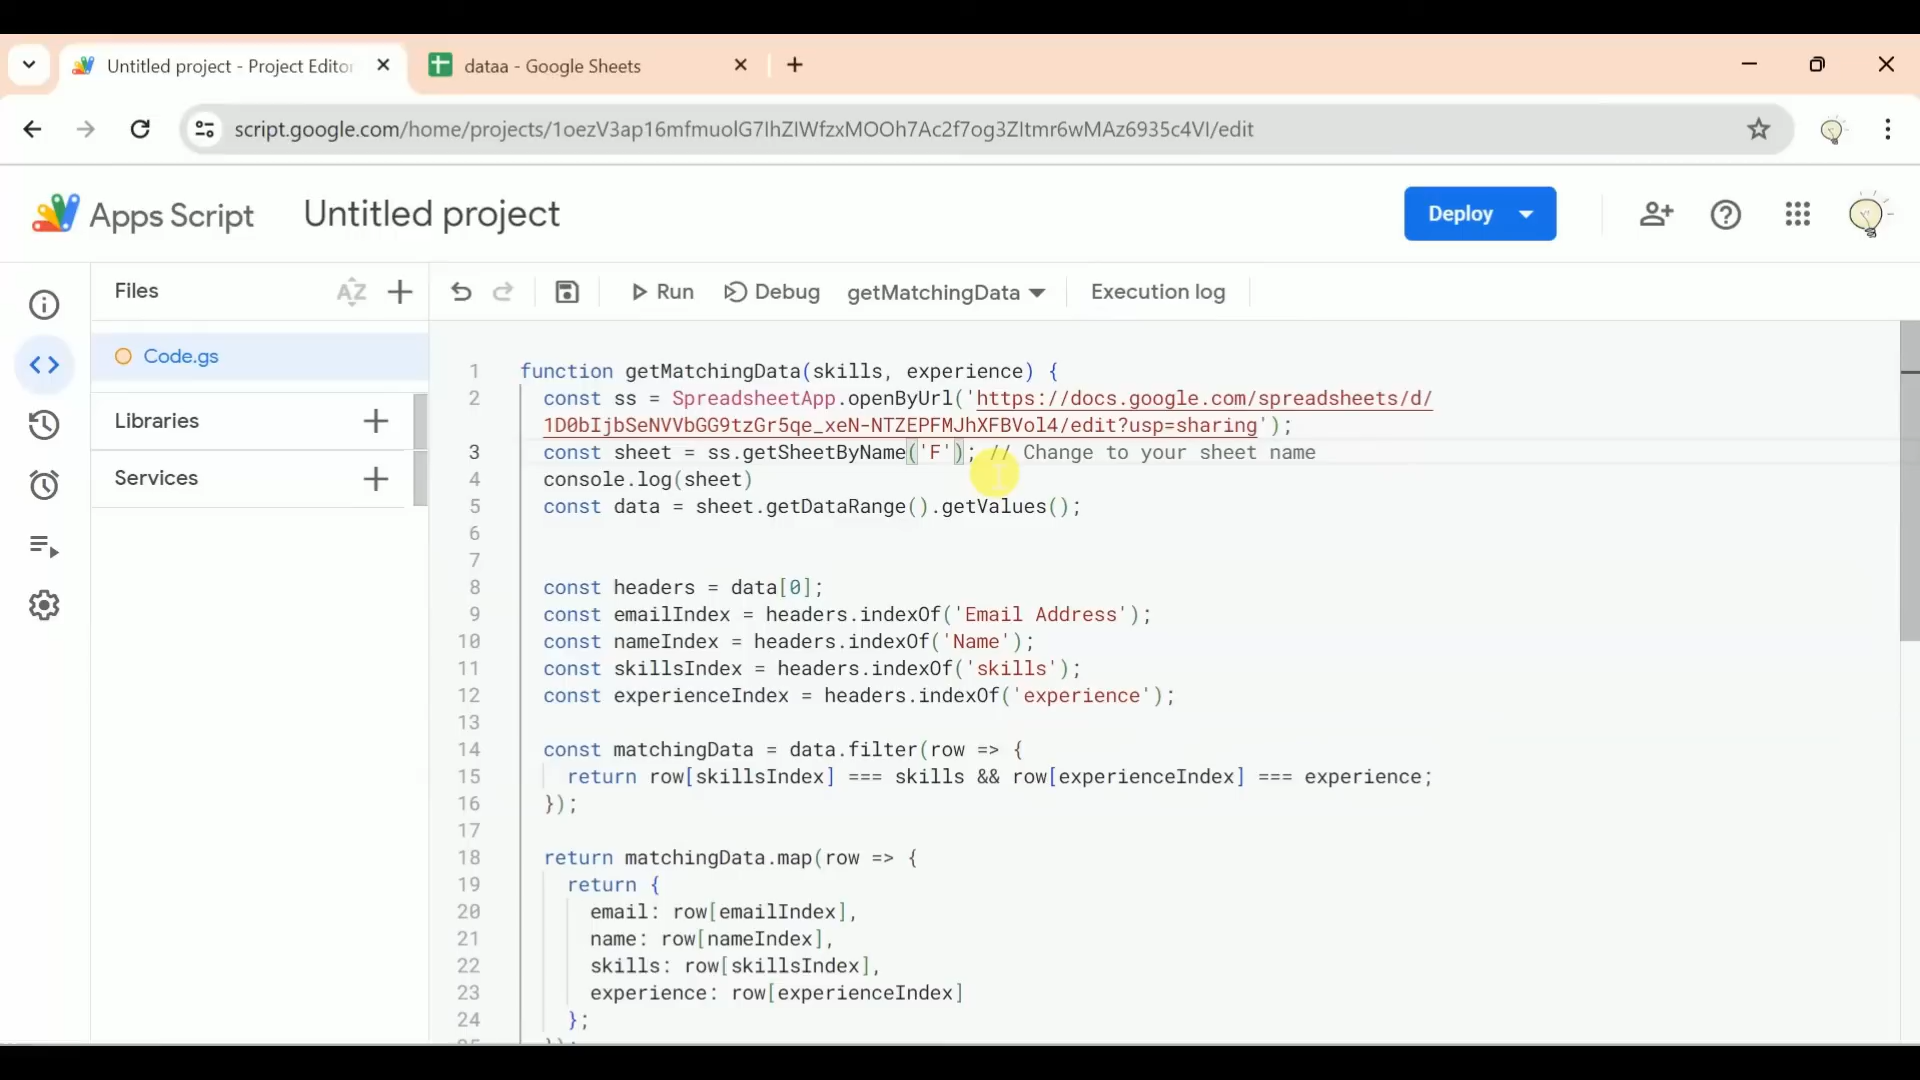 Untitled project - Project Editor
dataa - Google Sheets
script.google.com/home/projects/1oezV3ap16mfmuolG7IhZIWfzxMOOh7Ac2f7og3ZItmr6wMAz6935c4VI/edit
Apps Script
Untitled project
Deploy
Files
AZ
Run
Debug
getMatchingData
Execution log
Code.gs
Libraries
Services
1 function getMatchingData(skills, experience) {
2 const ss = SpreadsheetApp.openByUrl('https://docs.google.com/spreadsheets/d/
1D0bIjbSeNVVbGG9tzGr5qe_xeN-NTZEPFMJhXFBVol4/edit?usp=sharing');
3 const sheet = ss.getSheetByName('F'); // Change to your sheet name
4 console.log(sheet)
5 const data = sheet.getDataRange().getValues();
6
7
8 const headers = data[0];
9 const emailIndex = headers.indexOf('Email Address');
10 const nameIndex = headers.indexOf('Name');
11 const skillsIndex = headers.indexOf('skills');
12 const experienceIndex = headers.indexOf('experience');
13
14 const matchingData = data.filter(row => {
15 return row[skillsIndex] === skills && row[experienceIndex] === experience;
16 });
17
18 return matchingData.map(row => {
19 return {
20 email: row[emailIndex],
21 name: row[nameIndex],
22 skills: row[skillsIndex],
23 experience: row[experienceIndex]
24 };